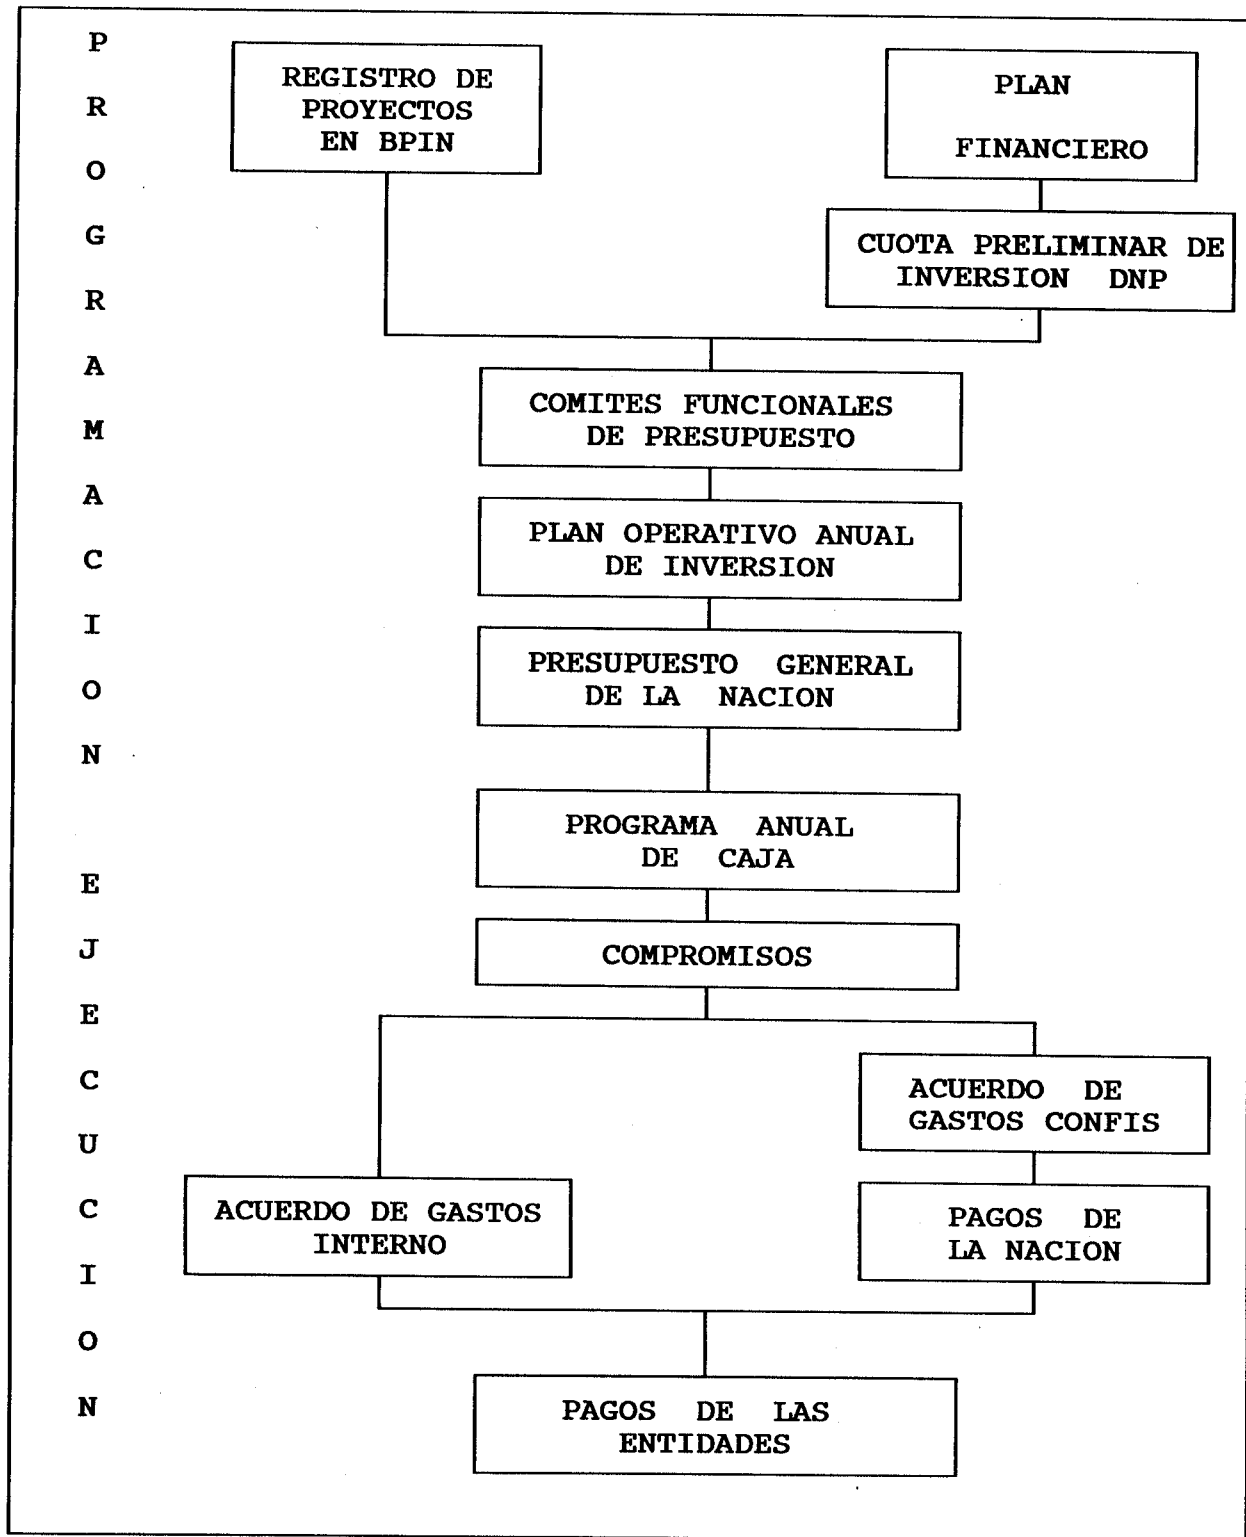 PROGRAMACION
EJECUCION
REGISTRO DE
PROYECTOS
EN BPIN
PLAN
FINANCIERO
CUOTA PRELIMINAR DE
INVERSION DNP
COMITES FUNCIONALES
DE PRESUPUESTO
PLAN OPERATIVO ANUAL
DE INVERSION
PRESUPUESTO GENERAL
DE LA NACION
PROGRAMA ANUAL
DE CAJA
COMPROMISOS
ACUERDO DE
GASTOS CONFIS
ACUERDO DE GASTOS
INTERNO
PAGOS DE
LA NACION
PAGOS DE LAS
ENTIDADES